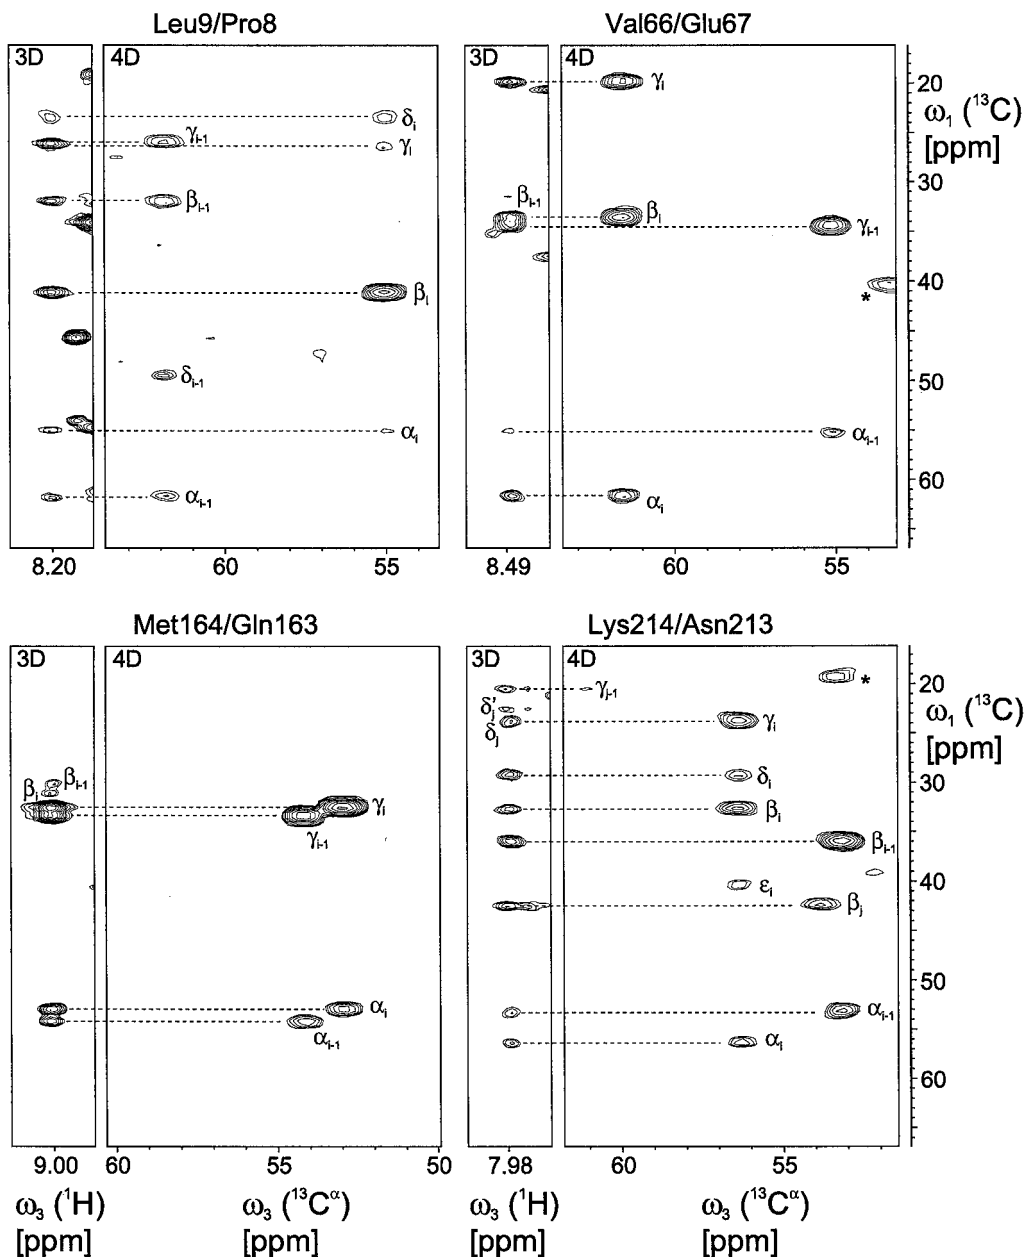 Leu9/Pro8
Val66/Glu67
3D
4D
δi
γi-1
γi
βi-1
βi
δi-1
αi
αi-1
8.20
60
55
3D
4D
γi
βi-1
βi
γi-1
*
αi-1
αi
8.49
60
55
20
ω1 (13C)
[ppm]
30
40
50
60
Met164/Gln163
Lys214/Asn213
3D
4D
βi-1
βi
γi
γi-1
αi
αi-1
9.00
60
55
50
3D
4D
γj-1
*
δj'
δj
γi
δi
βi
βi-1
εi
βj
αi-1
αi
7.98
60
55
20
ω1 (13C)
[ppm]
30
40
50
60
ω3 (1H)
[ppm]
ω3 (13Cα)
[ppm]
ω3 (1H)
[ppm]
ω3 (13Cα)
[ppm]